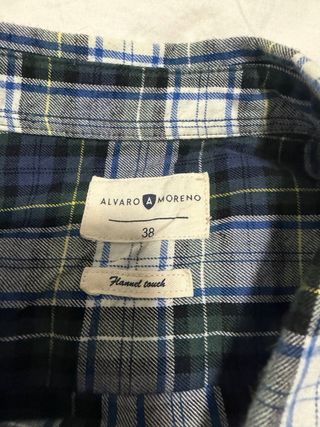 ALVARO A MORENO
38
Flannel touch